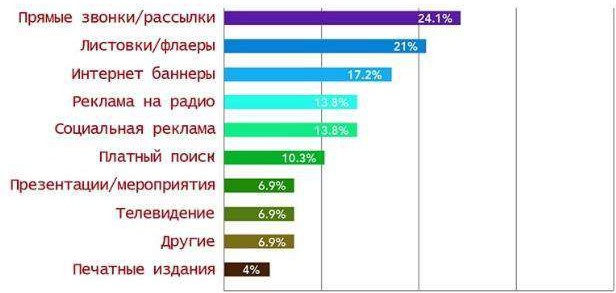 Прямые звонки/рассылки 24.1%
Листовки/флаеры 21%
Интернет баннеры 17.2%
Реклама на радио 13.8%
Социальная реклама 13.8%
Платный поиск 10.3%
Презентации/мероприятия 6.9%
Телевидение 6.9%
Другие 6.9%
Печатные издания 4%